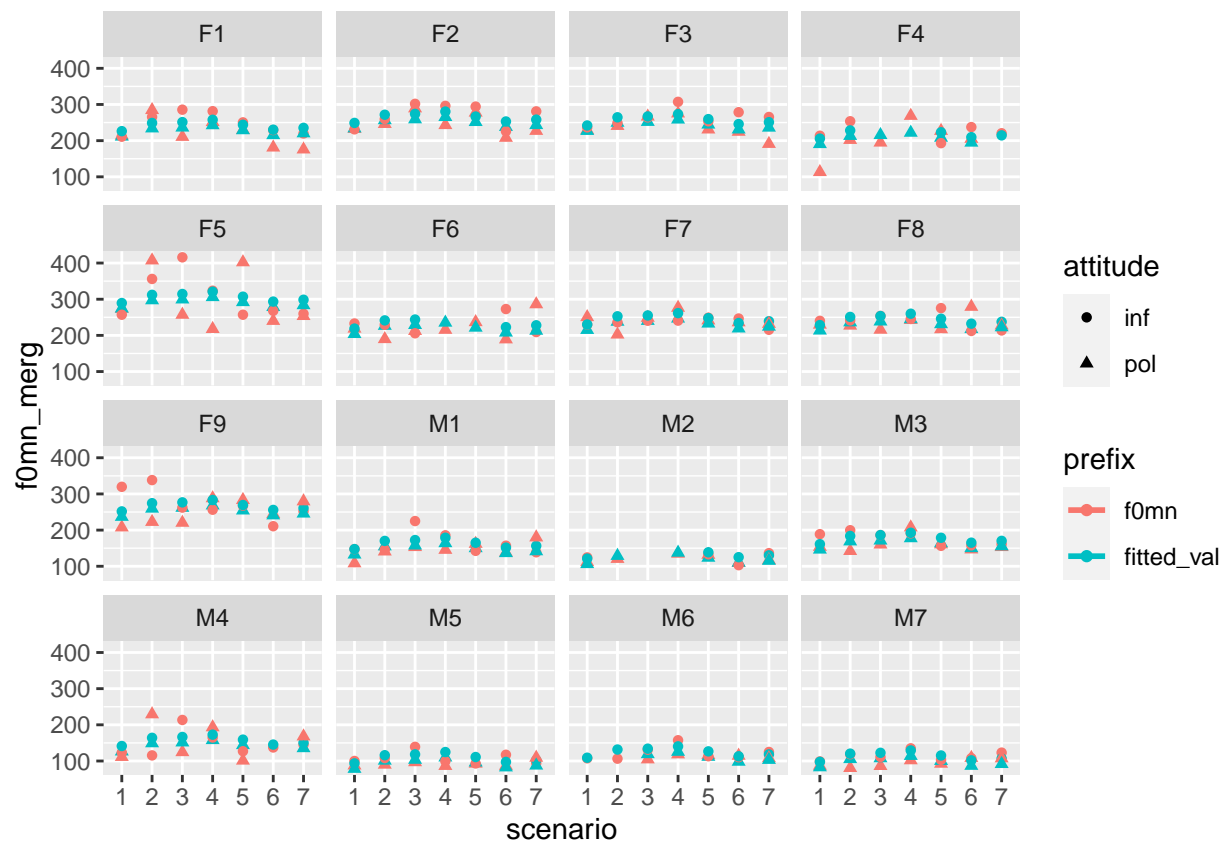 F1 F2 F3 F4
400
300
200
100
F5 F6 F7 F8
400
300
200
100
F9 M1 M2 M3
400
300
200
100
M4 M5 M6 M7
400
300
200
100
1 2 3 4 5 6 7 1 2 3 4 5 6 7 1 2 3 4 5 6 7 1 2 3 4 5 6 7
scenario
f0mn_merg
attitude
inf
pol
prefix
f0mn
fitted_val